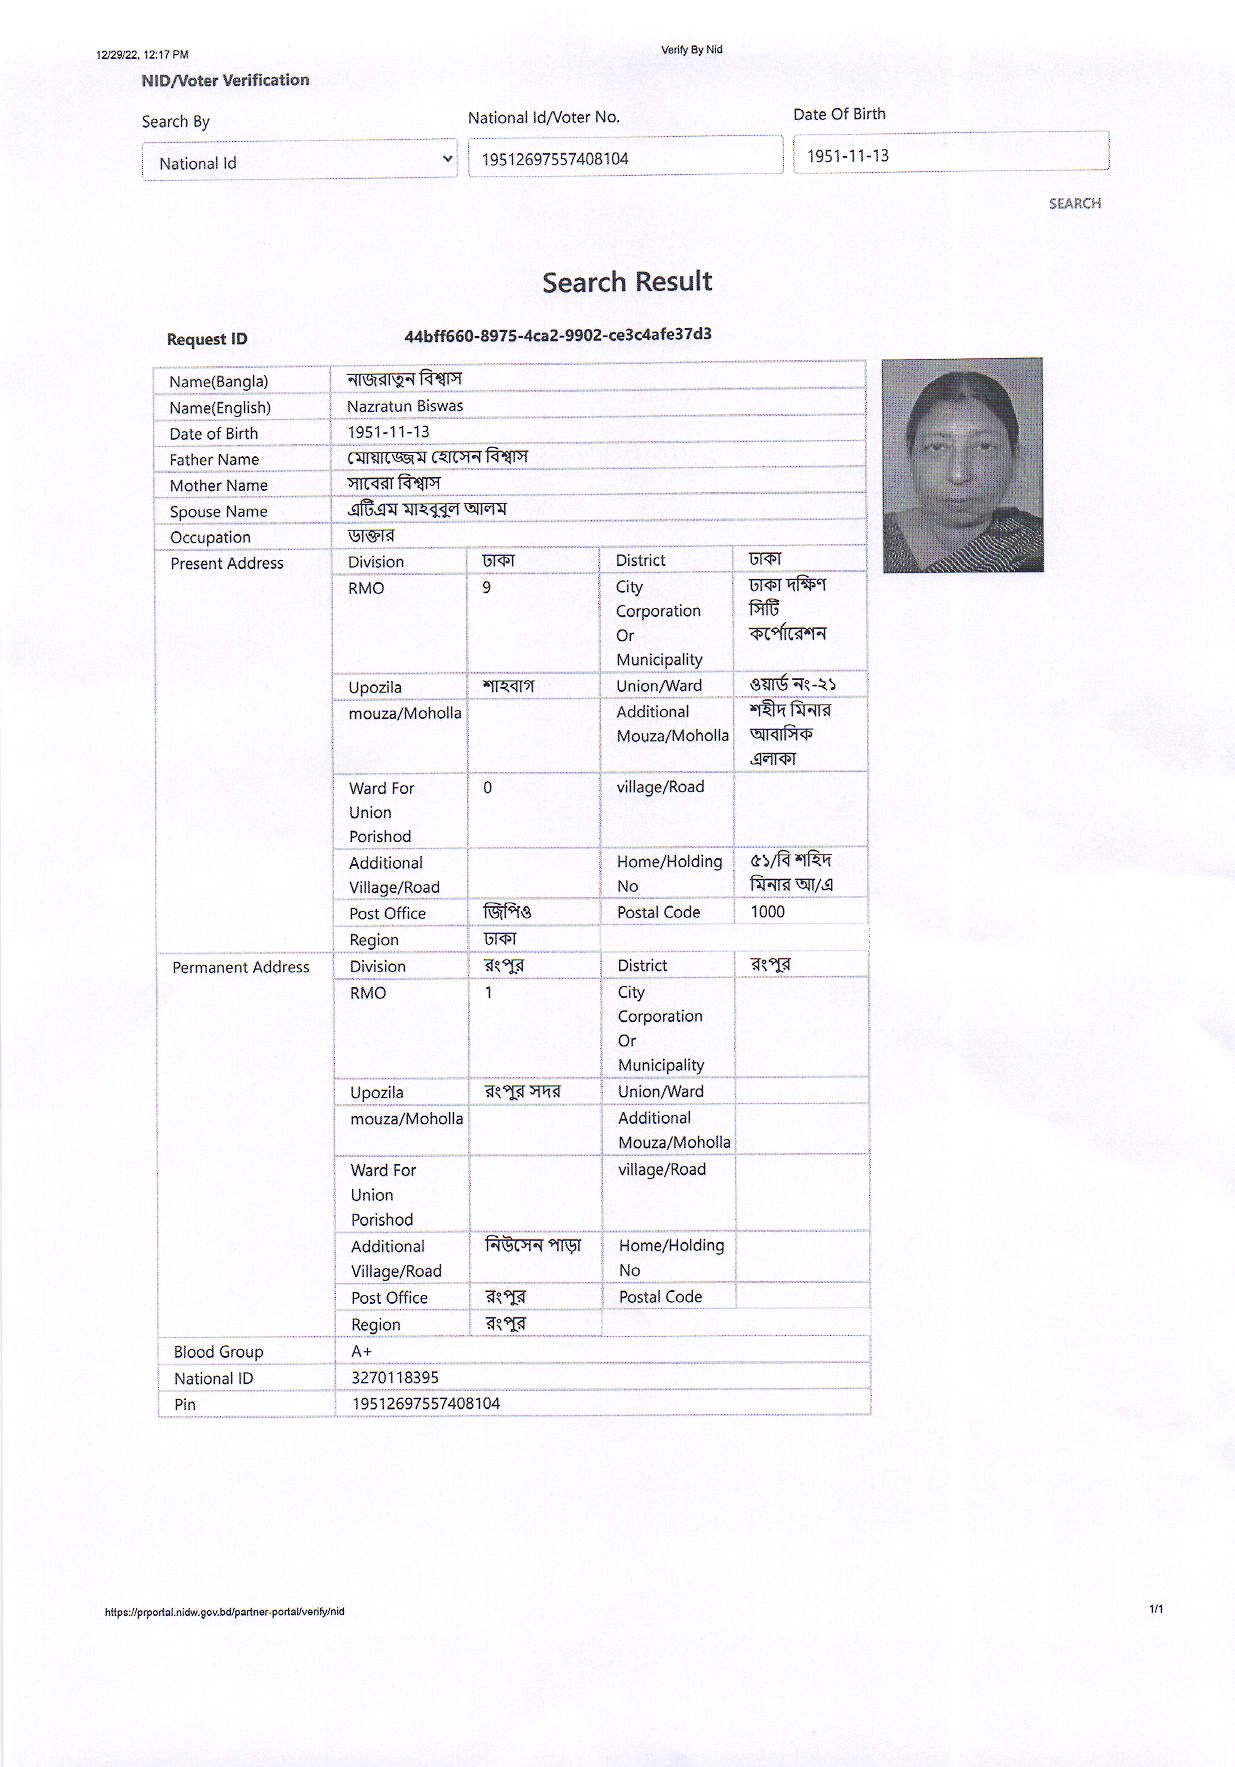 12/29/22, 12:17 PM
Verify By Nid
NID/Voter Verification
Search By
National Id/Voter No.
Date Of Birth
National Id
19512697557408104
1951-11-13
SEARCH
Search Result
Request ID 44bff660-8975-4ca2-9902-ce3c4afe37d3
Name(Bangla) নাজরাতুন বিশ্বাস
Name(English) Nazratun Biswas
Date of Birth 1951-11-13
Father Name মোয়াজ্জেম হোসেন বিশ্বাস
Mother Name সাবেরা বিশ্বাস
Spouse Name এটিএম মাহবুবুল আলম
Occupation ডাক্তার
Present Address Division ঢাকা District ঢাকা
RMO 9 City ঢাকা দক্ষিণ
Corporation সিটি
Or কর্পোরেশন
Municipality
Upozila শাহবাগ Union/Ward ওয়ার্ড নং-২১
mouza/Moholla Additional শহীদ মিনার
Mouza/Moholla আবাসিক
এলাকা
Ward For 0 village/Road
Union
Porishod
Additional Home/Holding ৫১/বি শহিদ
Village/Road No মিনার আ/এ
Post Office জিপিও Postal Code 1000
Region ঢাকা
Permanent Address Division রংপুর District রংপুর
RMO 1 City
Corporation
Or
Municipality
Upozila রংপুর সদর Union/Ward
mouza/Moholla Additional
Mouza/Moholla
Ward For village/Road
Union
Porishod
Additional নিউসেন পাড়া Home/Holding
Village/Road No
Post Office রংপুর Postal Code
Region রংপুর
Blood Group A+
National ID 3270118395
Pin 19512697557408104
https://prportal.nidw.gov.bd/partner-portal/verify/nid
1/1